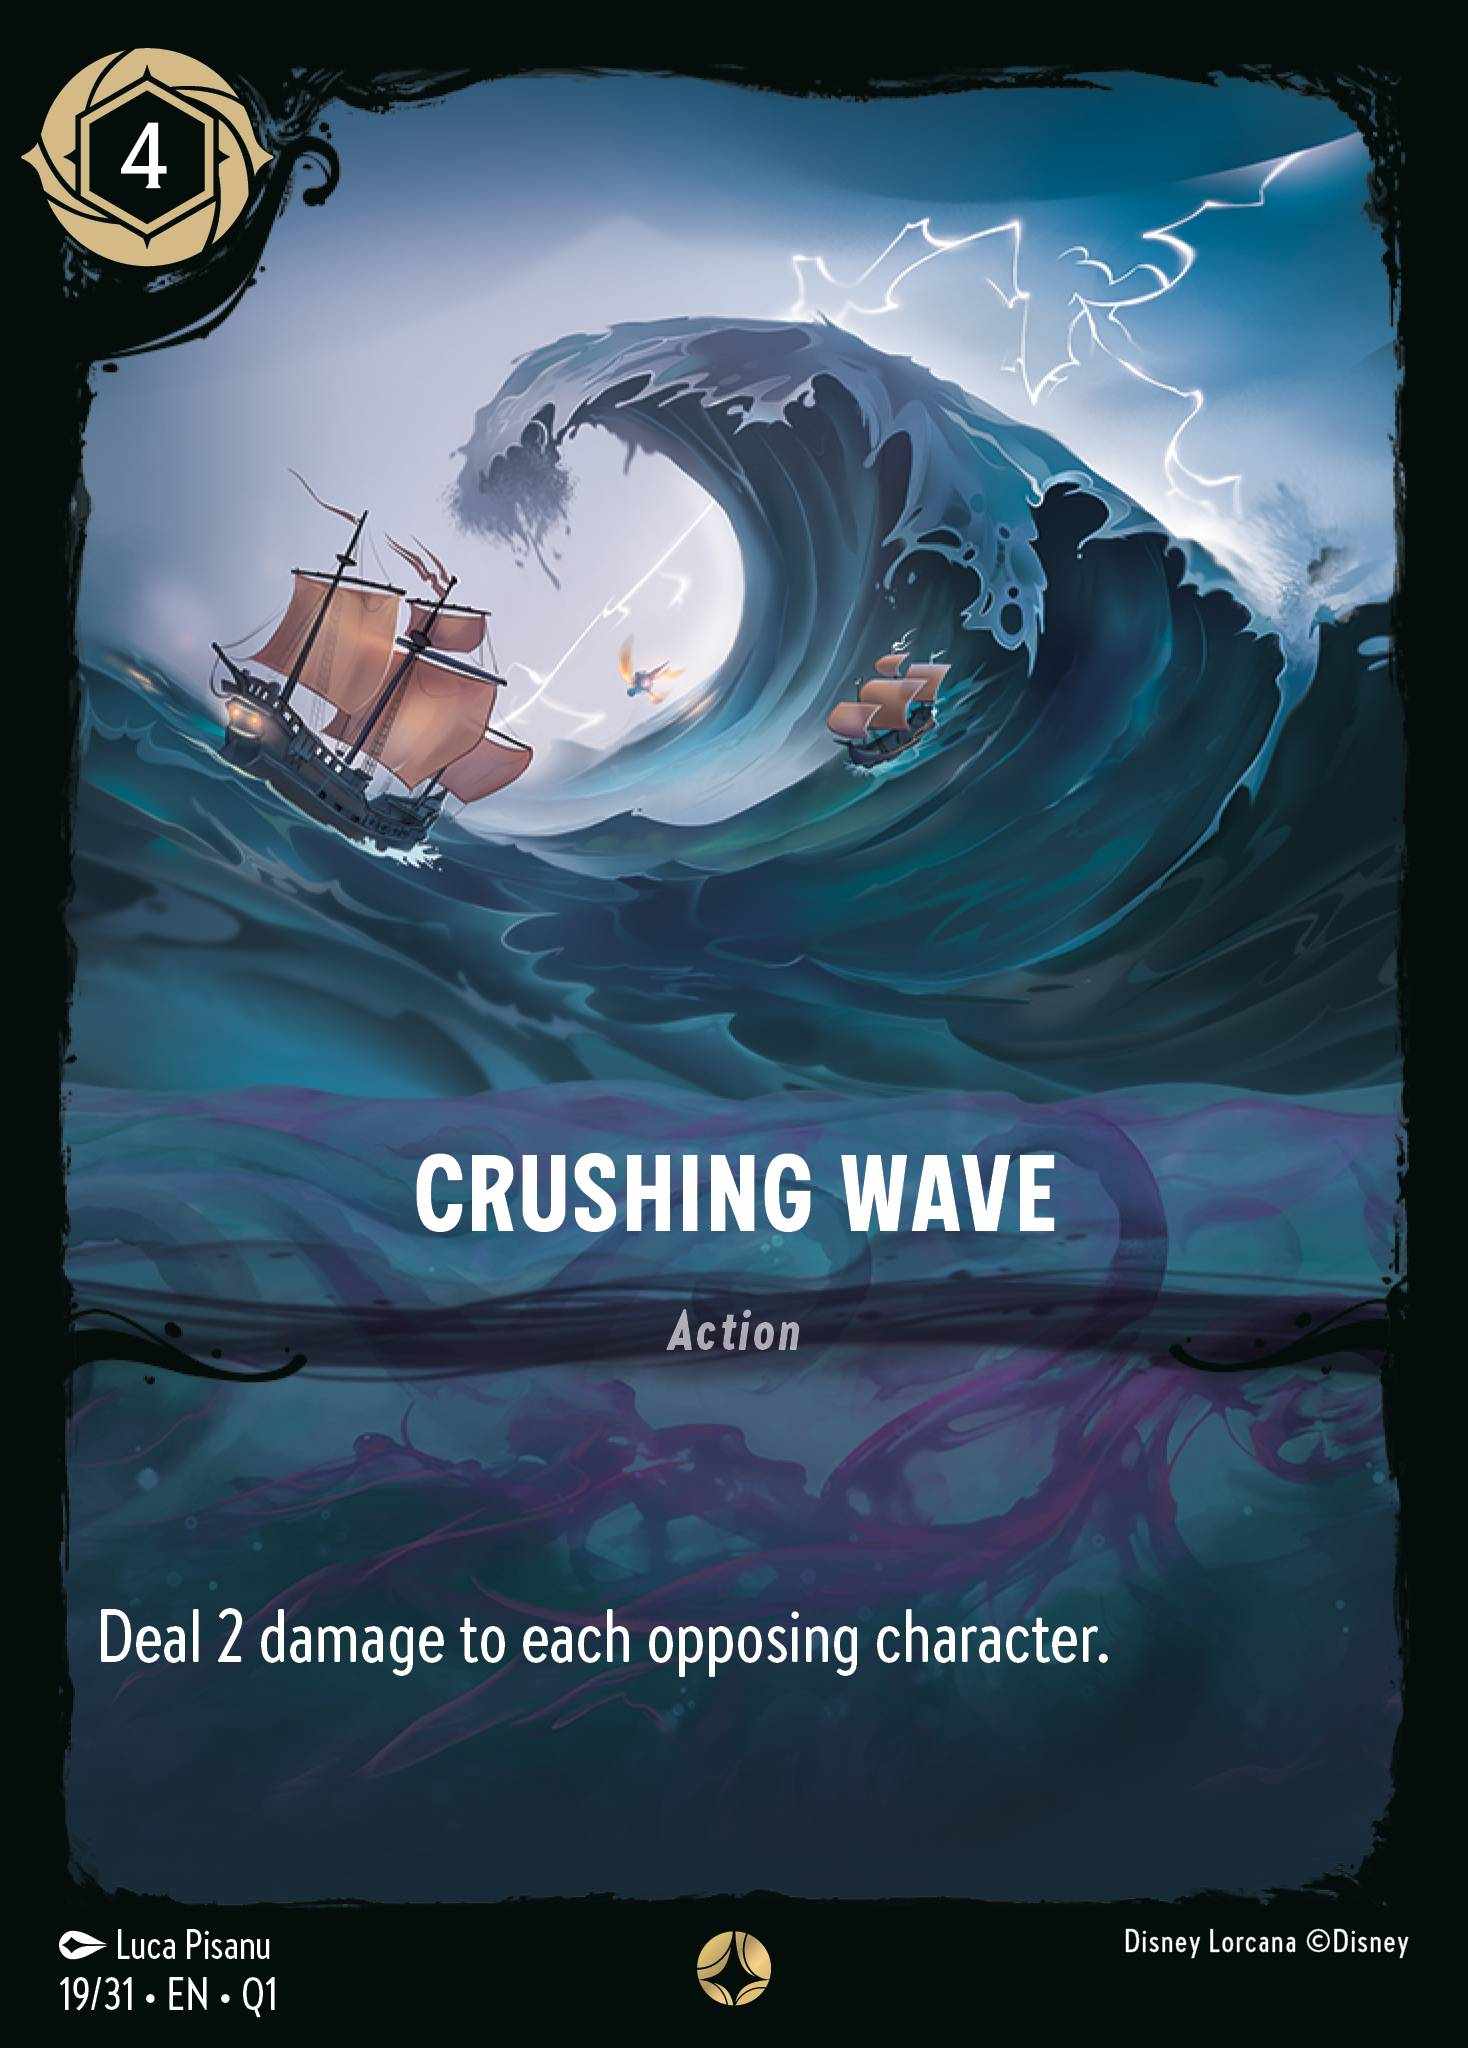 4
CRUSHING WAVE
Action
Deal 2 damage to each opposing character.
Luca Pisanu
19/31 • EN • Q1
Disney Lorcana ©Disney